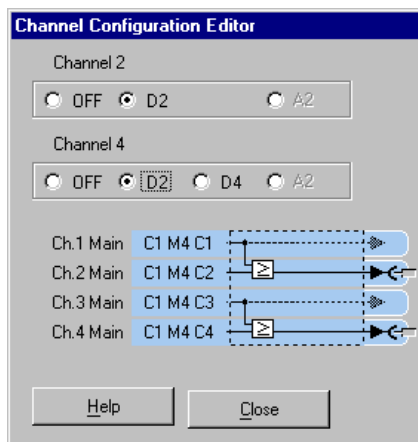 Channel Configuration Editor
Channel 2
OFF D2 A2
Channel 4
OFF D2 D4 A2
Ch.1 Main C1 M4 C1
Ch.2 Main C1 M4 C2
≥
Ch.3 Main C1 M4 C3
Ch.4 Main C1 M4 C4
≥
Help Close